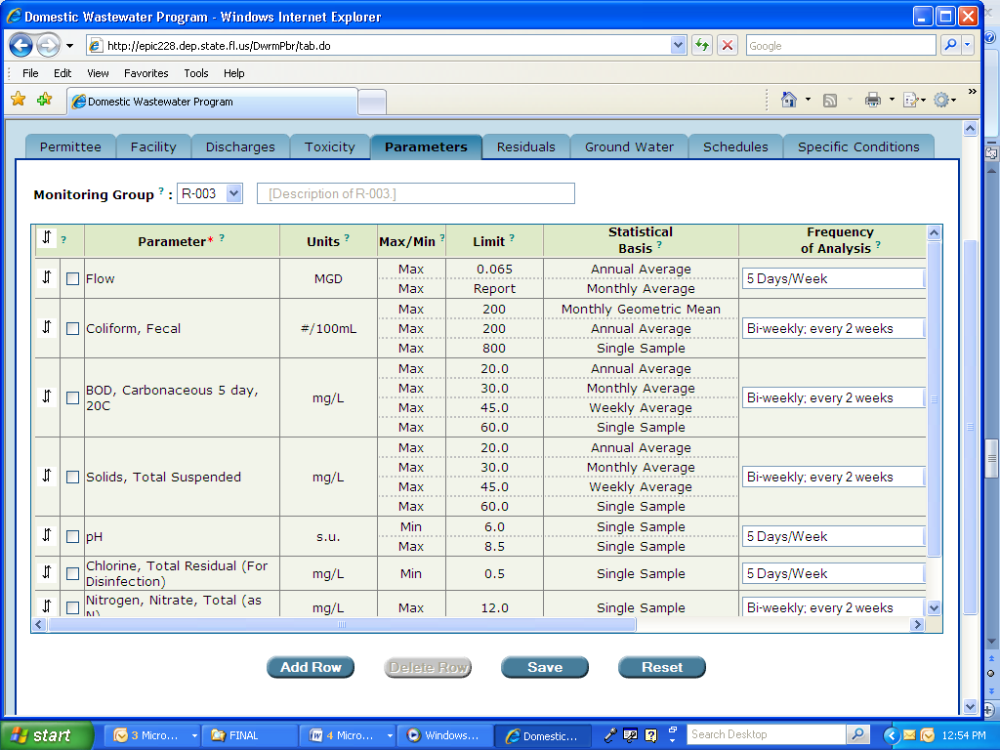 Domestic Wastewater Program - Windows Internet Explorer
http://epic228.dep.state.fl.us/DwrmPbr/tab.do
Google
File Edit View Favorites Tools Help
Domestic Wastewater Program
»
Permittee Facility Discharges Toxicity Parameters Residuals Ground Water Schedules Specific Conditions
Monitoring Group ? : R-003 [Description of R-003.]
? Parameter* ? Units ? Max/Min ? Limit ? Statistical Basis ? Frequency of Analysis ?
Flow MGD Max 0.065 Annual Average 5 Days/Week
Max Report Monthly Average
Coliform, Fecal #/100mL Max 200 Monthly Geometric Mean Bi-weekly; every 2 weeks
Max 200 Annual Average
Max 800 Single Sample
BOD, Carbonaceous 5 day, 20C mg/L Max 20.0 Annual Average Bi-weekly; every 2 weeks
Max 30.0 Monthly Average
Max 45.0 Weekly Average
Max 60.0 Single Sample
Solids, Total Suspended mg/L Max 20.0 Annual Average Bi-weekly; every 2 weeks
Max 30.0 Monthly Average
Max 45.0 Weekly Average
Max 60.0 Single Sample
pH s.u. Min 6.0 Single Sample 5 Days/Week
Max 8.5 Single Sample
Chlorine, Total Residual (For Disinfection) mg/L Min 0.5 Single Sample 5 Days/Week
Nitrogen, Nitrate, Total (as N) mg/L Max 12.0 Single Sample Bi-weekly; every 2 weeks
Add Row Delete Row Save Reset
start 3 Micro... FINAL 4 Micro... Windows... Domestic... Search Desktop 12:54 PM